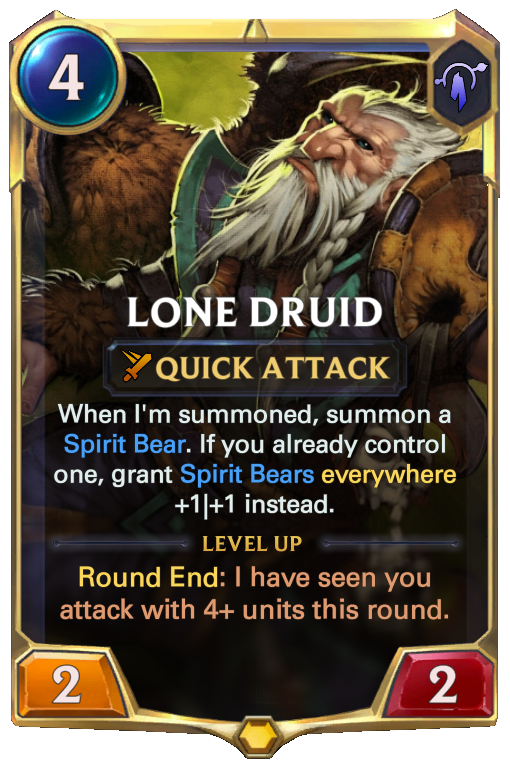 4
LONE DRUID
QUICK ATTACK
When I'm summoned, summon a
Spirit Bear. If you already control
one, grant Spirit Bears everywhere
+1|+1 instead.
LEVEL UP
Round End: I have seen you
attack with 4+ units this round.
2
2